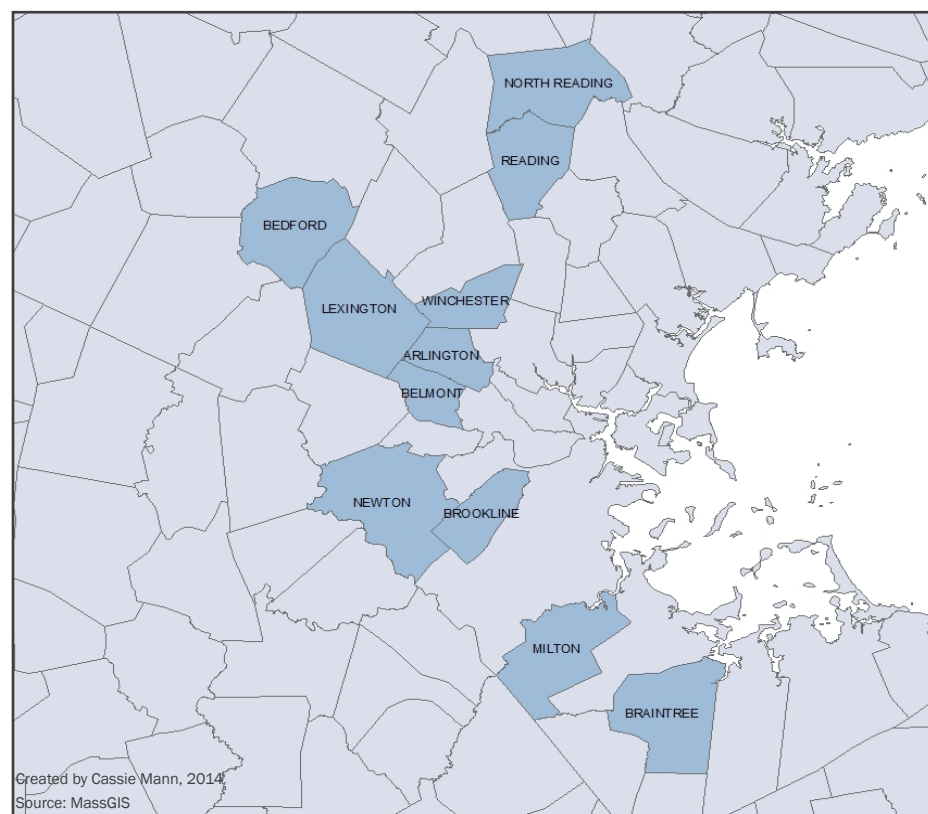 NORTH READING
READING
BEDFORD
WINCHESTER
LEXINGTON
ARLINGTON
BELMONT
NEWTON
BROOKLINE
MILTON
BRAINTREE
Created by Cassie Mann, 2014
Source: MassGIS